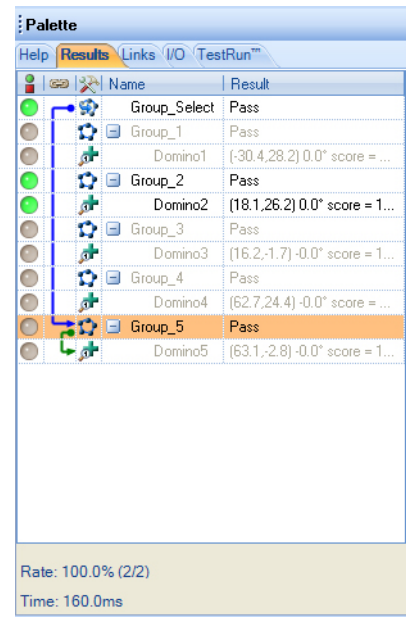 Palette
Help Results Links I/O TestRun™
Name Result
Group_Select Pass
Group_1 Pass
Domino1 (-30.4,28.2) 0.0° score = ...
Group_2 Pass
Domino2 (18.1,26.2) 0.0° score = 1...
Group_3 Pass
Domino3 (16.2,-1.7) -0.0° score = 1...
Group_4 Pass
Domino4 (62.7,24.4) -0.0° score = ...
Group_5 Pass
Domino5 (63.1,-2.8) -0.0° score = 1...
Rate: 100.0% (2/2)
Time: 160.0ms